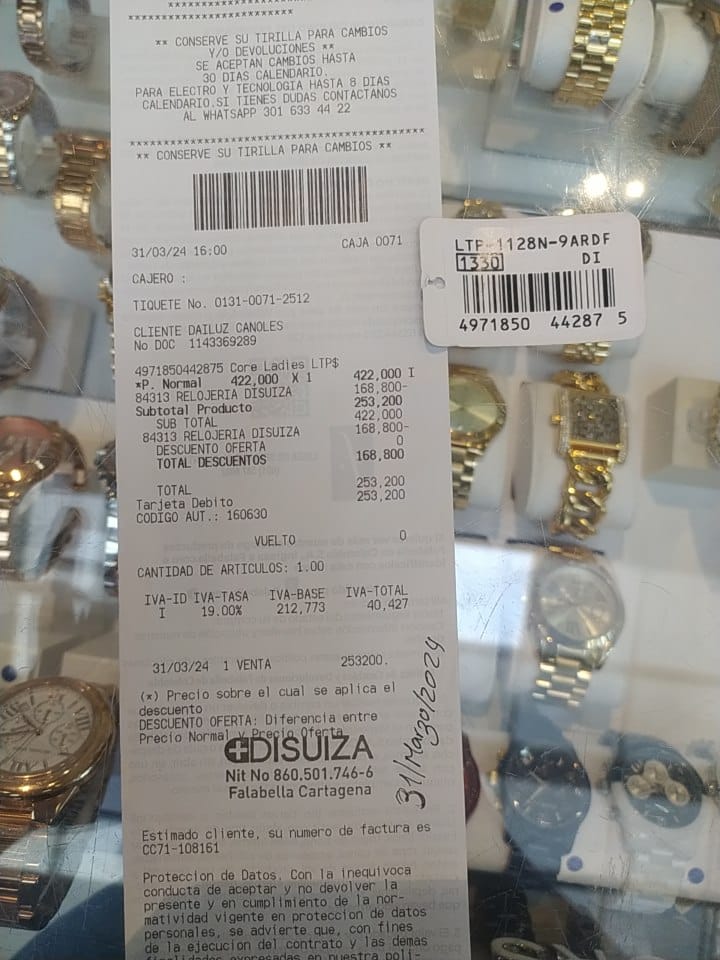 ************************
** CONSERVE SU TIRILLA PARA CAMBIOS
Y/O DEVOLUCIONES **
SE ACEPTAN CAMBIOS HASTA
30 DIAS CALENDARIO.
PARA ELECTRO Y TECNOLOGIA HASTA 8 DIAS
CALENDARIO.SI TIENES DUDAS CONTACTANOS
AL WHATSAPP 301 633 44 22
****************************************
** CONSERVE SU TIRILLA PARA CAMBIOS **
31/03/24 16:00 CAJA 0071
CAJERO :
TIQUETE No. 0131-0071-2512
CLIENTE DAILUZ CANOLES
No DOC 1143369289
4971850442875 Core Ladies LTP$
*P. Normal 422,000 X 1 422,000 I
84313 RELOJERIA DISUIZA 168,800-
Subtotal Producto 253,200
SUB TOTAL 422,000
84313 RELOJERIA DISUIZA 168,800-
DESCUENTO OFERTA 0
TOTAL DESCUENTOS 168,800
TOTAL 253,200
Tarjeta Debito 253,200
CODIGO AUT.: 160630
VUELTO 0
CANTIDAD DE ARTICULOS: 1.00
IVA-ID IVA-TASA IVA-BASE IVA-TOTAL
I 19.00% 212,773 40,427
31/03/24 1 VENTA 253200.
(*) Precio sobre el cual se aplica el
descuento
DESCUENTO OFERTA: Diferencia entre
Precio Normal y Precio Oferta
DISUIZA
Nit No 860.501.746-6
Falabella Cartagena
31/Marzo/2024
Estimado cliente, su numero de factura es
CC71-108161
Proteccion de Datos. Con la inequivoca
conducta de aceptar y no devolver la
presente y en cumplimiento de la nor-
matividad vigente en proteccion de datos
personales, se advierte que, con fines
de la ejecucion del contrato y las demas
finalidades expresadas en nuestra poli-
LTP-1128N-9ARDF
1330 DI
4971850 44287 5